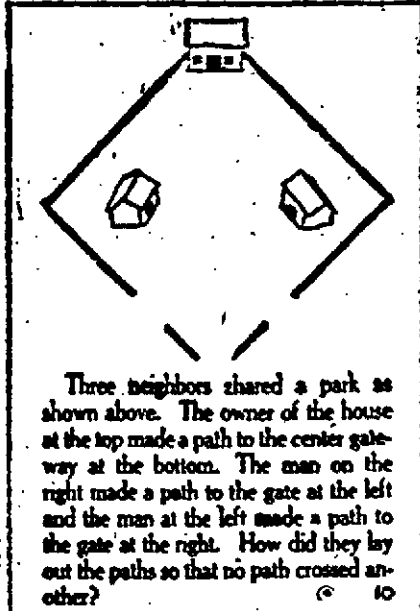 Three neighbors shared a park as
shown above. The owner of the house
at the top made a path to the center gate-
way at the bottom. The man on the
right made a path to the gate at the left
and the man at the left made a path to
the gate at the right. How did they lay
out the paths so that no path crossed an-
other? 10